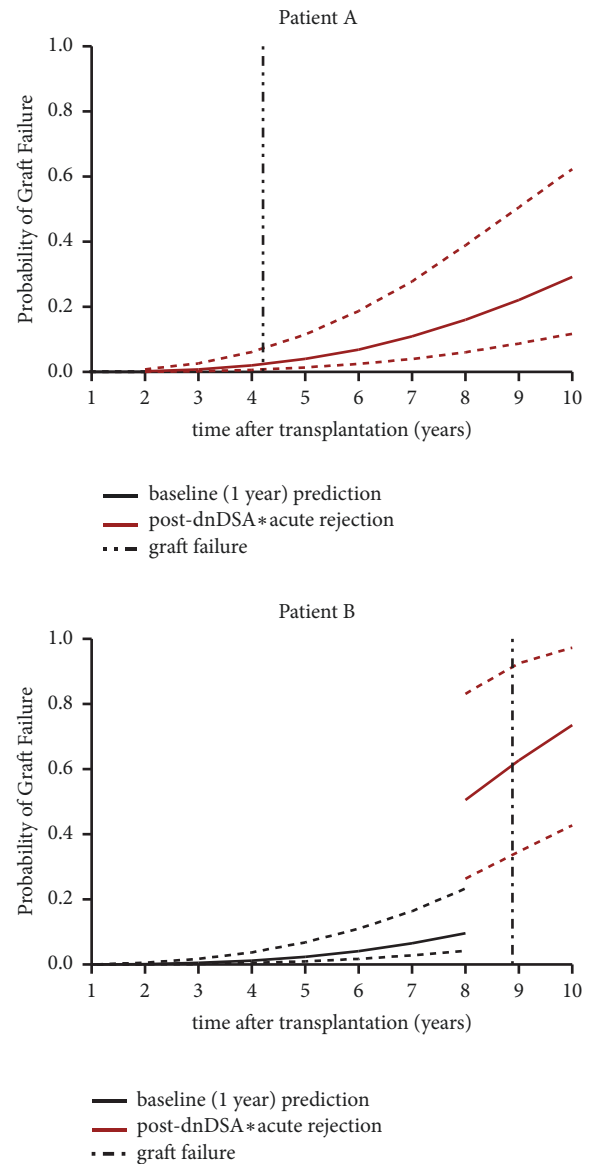 Patient A
1.0
0.8
0.6
0.4
0.2
0.0
Probability of Graft Failure
1 2 3 4 5 6 7 8 9 10
time after transplantation (years)
baseline (1 year) prediction
post-dnDSA∗acute rejection
graft failure
Patient B
1.0
0.8
0.6
0.4
0.2
0.0
Probability of Graft Failure
1 2 3 4 5 6 7 8 9 10
time after transplantation (years)
baseline (1 year) prediction
post-dnDSA∗acute rejection
graft failure